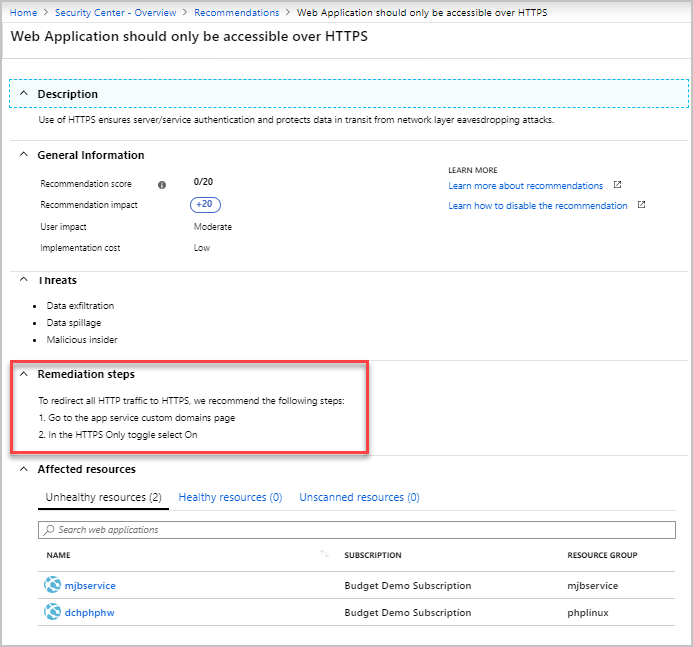 Home > Security Center - Overview > Recommendations > Web Application should only be accessible over HTTPS
Web Application should only be accessible over HTTPS
Description
Use of HTTPS ensures server/service authentication and protects data in transit from network layer eavesdropping attacks.
General Information
Recommendation score 0/20
Recommendation impact +20
User impact Moderate
Implementation cost Low
LEARN MORE
Learn more about recommendations
Learn how to disable the recommendation
Threats
• Data exfiltration
• Data spillage
• Malicious insider
Remediation steps
To redirect all HTTP traffic to HTTPS, we recommend the following steps:
1. Go to the app service custom domains page
2. In the HTTPS Only toggle select On
Affected resources
Unhealthy resources (2) Healthy resources (0) Unscanned resources (0)
Search web applications
NAME SUBSCRIPTION RESOURCE GROUP
mjbservice Budget Demo Subscription mjbservice
dchphphw Budget Demo Subscription phplinux